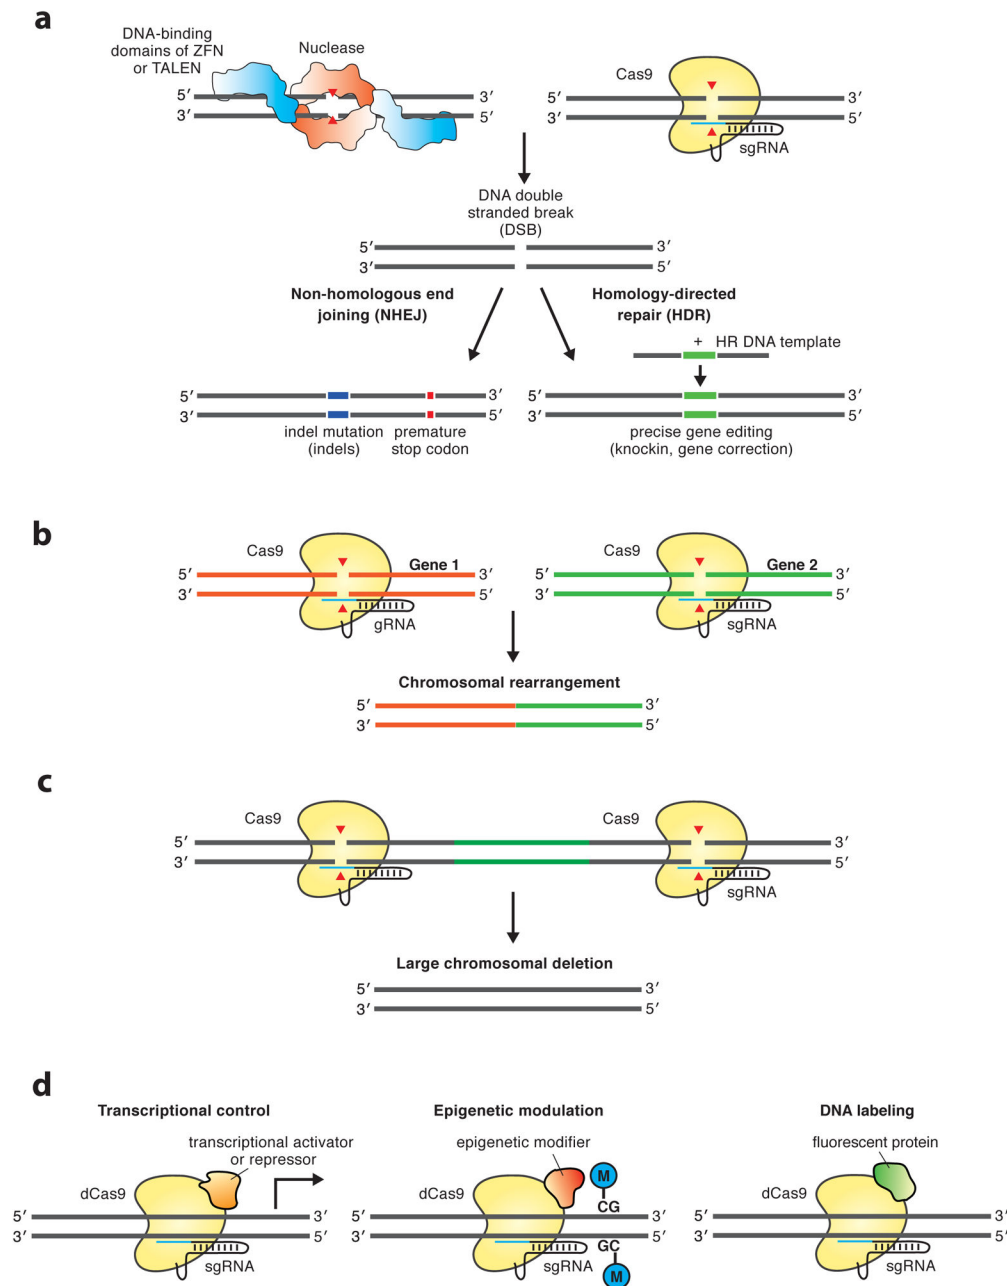 a
DNA-binding
domains of ZFN
or TALEN
Nuclease
5′
3′
3′
5′
Cas9
5′
3′
3′
5′
sgRNA
DNA double
stranded break
(DSB)
5′
3′
3′
5′
Non-homologous end
joining (NHEJ)
Homology-directed
repair (HDR)
+ HR DNA template
5′
3′
3′
5′
indel mutation
(indels)
premature
stop codon
5′
3′
3′
5′
precise gene editing
(knockin, gene correction)
b
Cas9
Gene 1
5′
3′
3′
5′
gRNA
Cas9
Gene 2
5′
3′
3′
5′
sgRNA
Chromosomal rearrangement
5′
3′
3′
5′
c
Cas9
Cas9
5′
3′
3′
5′
sgRNA
Large chromosomal deletion
5′
3′
3′
5′
d
Transcriptional control
transcriptional activator
or repressor
dCas9
5′
3′
3′
5′
sgRNA
Epigenetic modulation
epigenetic modifier
dCas9
M
CG
5′
3′
3′
5′
GC
M
sgRNA
DNA labeling
fluorescent protein
dCas9
5′
3′
3′
5′
sgRNA